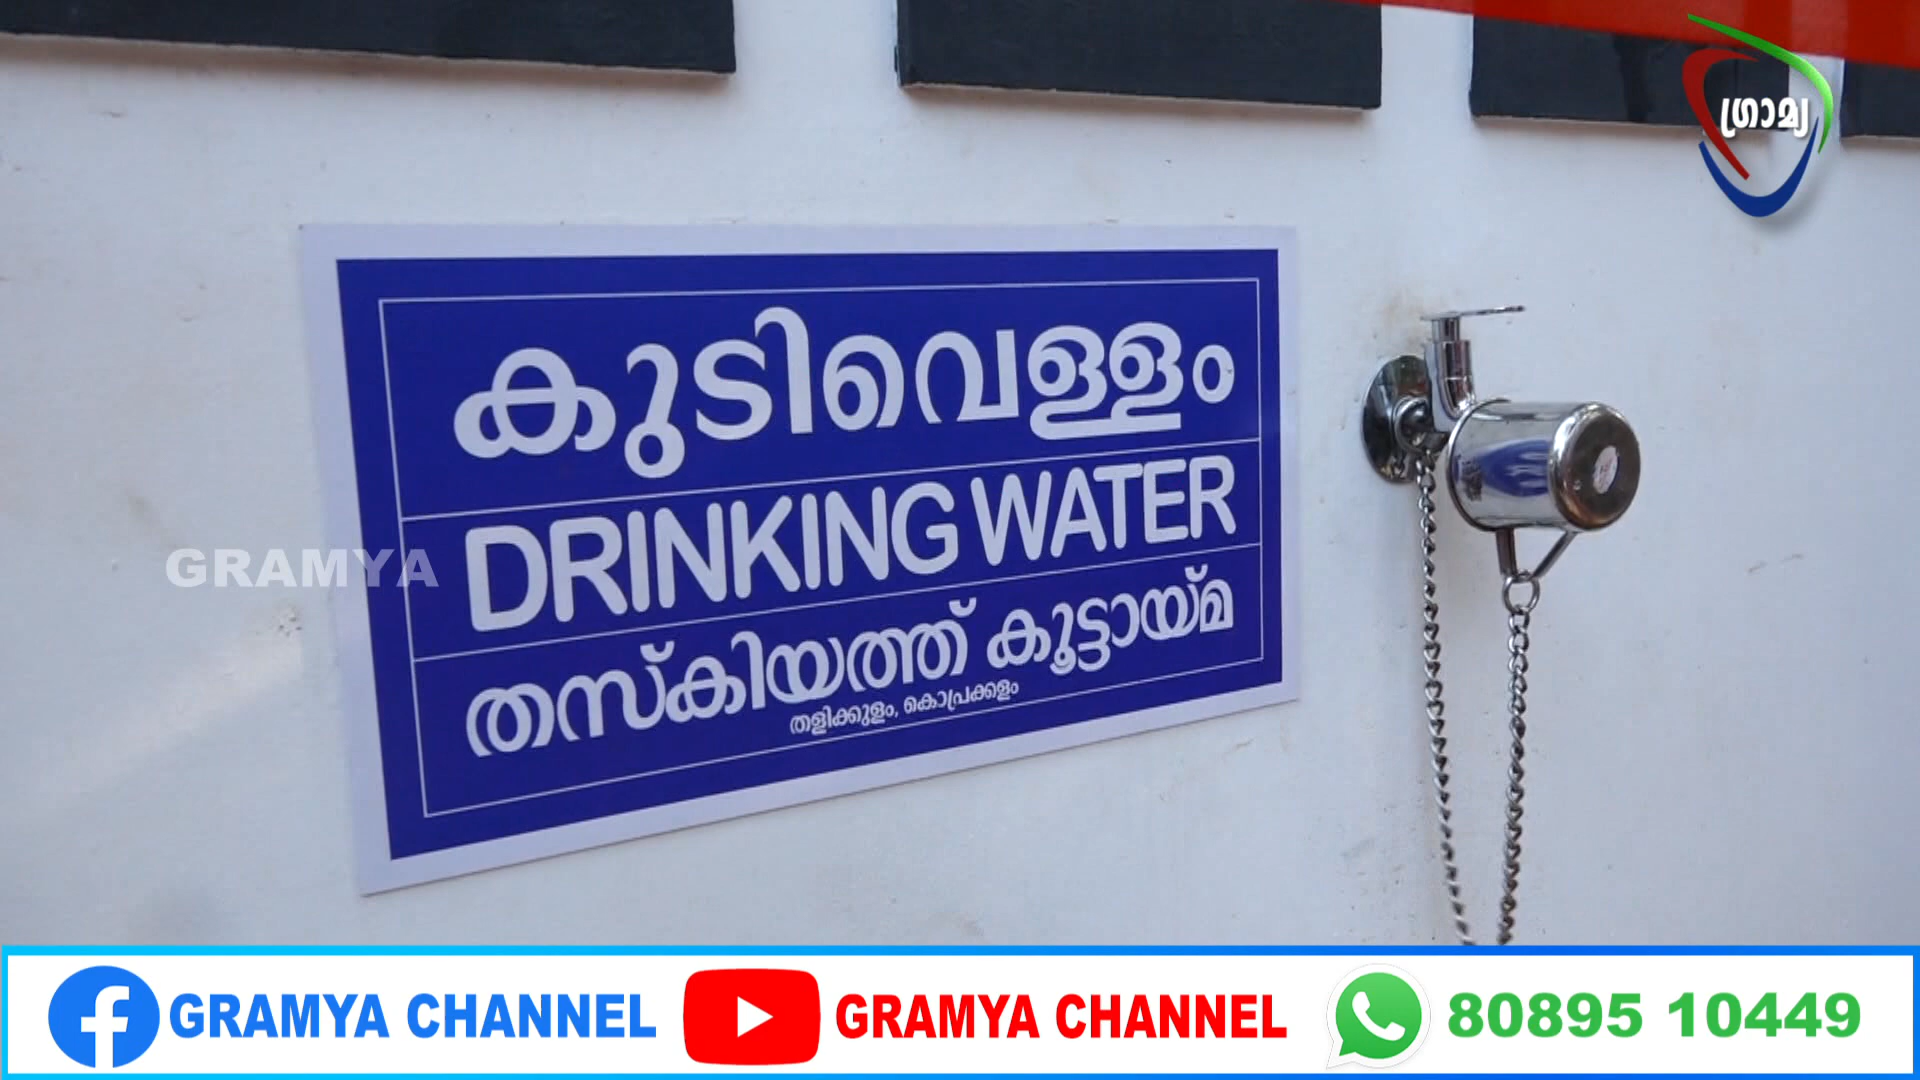 ഗ്രാമ്യ
കുടിവെള്ളം
DRINKING WATER
GRAMYA
തസ്കിയത്ത് കൂട്ടായ്മ
തളിക്കുളം, കൊപ്രക്കളം
GRAMYA CHANNEL GRAMYA CHANNEL 80895 10449